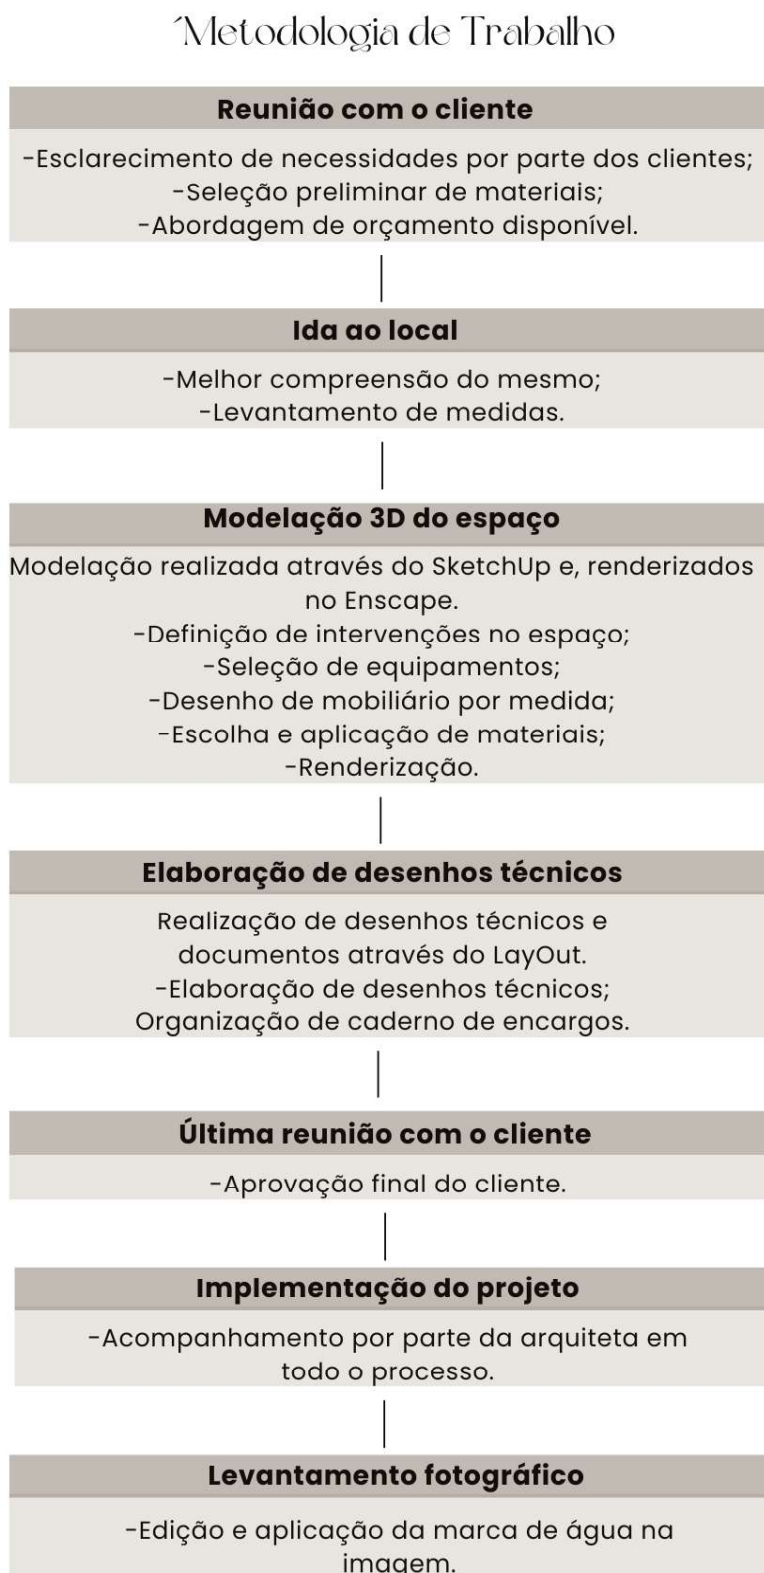 ´Metodologia de Trabalho
Reunião com o cliente
-Esclarecimento de necessidades por parte dos clientes;
-Seleção preliminar de materiais;
-Abordagem de orçamento disponível.
Ida ao local
-Melhor compreensão do mesmo;
-Levantamento de medidas.
Modelação 3D do espaço
Modelação realizada através do SketchUp e, renderizados
no Enscape.
-Definição de intervenções no espaço;
-Seleção de equipamentos;
-Desenho de mobiliário por medida;
-Escolha e aplicação de materiais;
-Renderização.
Elaboração de desenhos técnicos
Realização de desenhos técnicos e
documentos através do LayOut.
-Elaboração de desenhos técnicos;
Organização de caderno de encargos.
Última reunião com o cliente
-Aprovação final do cliente.
Implementação do projeto
-Acompanhamento por parte da arquiteta em
todo o processo.
Levantamento fotográfico
-Edição e aplicação da marca de água na
imagem.